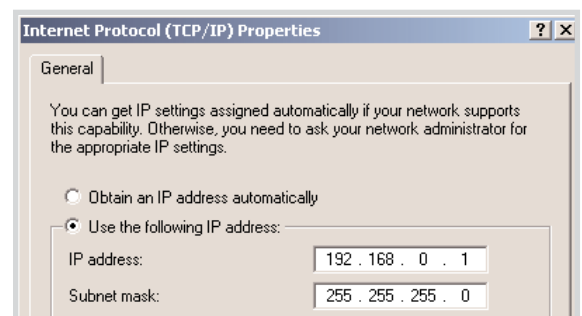 Internet Protocol (TCP/IP) Properties ? X
General
You can get IP settings assigned automatically if your network supports
this capability. Otherwise, you need to ask your network administrator for
the appropriate IP settings.
Obtain an IP address automatically
Use the following IP address:
IP address: 192 . 168 . 0 . 1
Subnet mask: 255 . 255 . 255 . 0